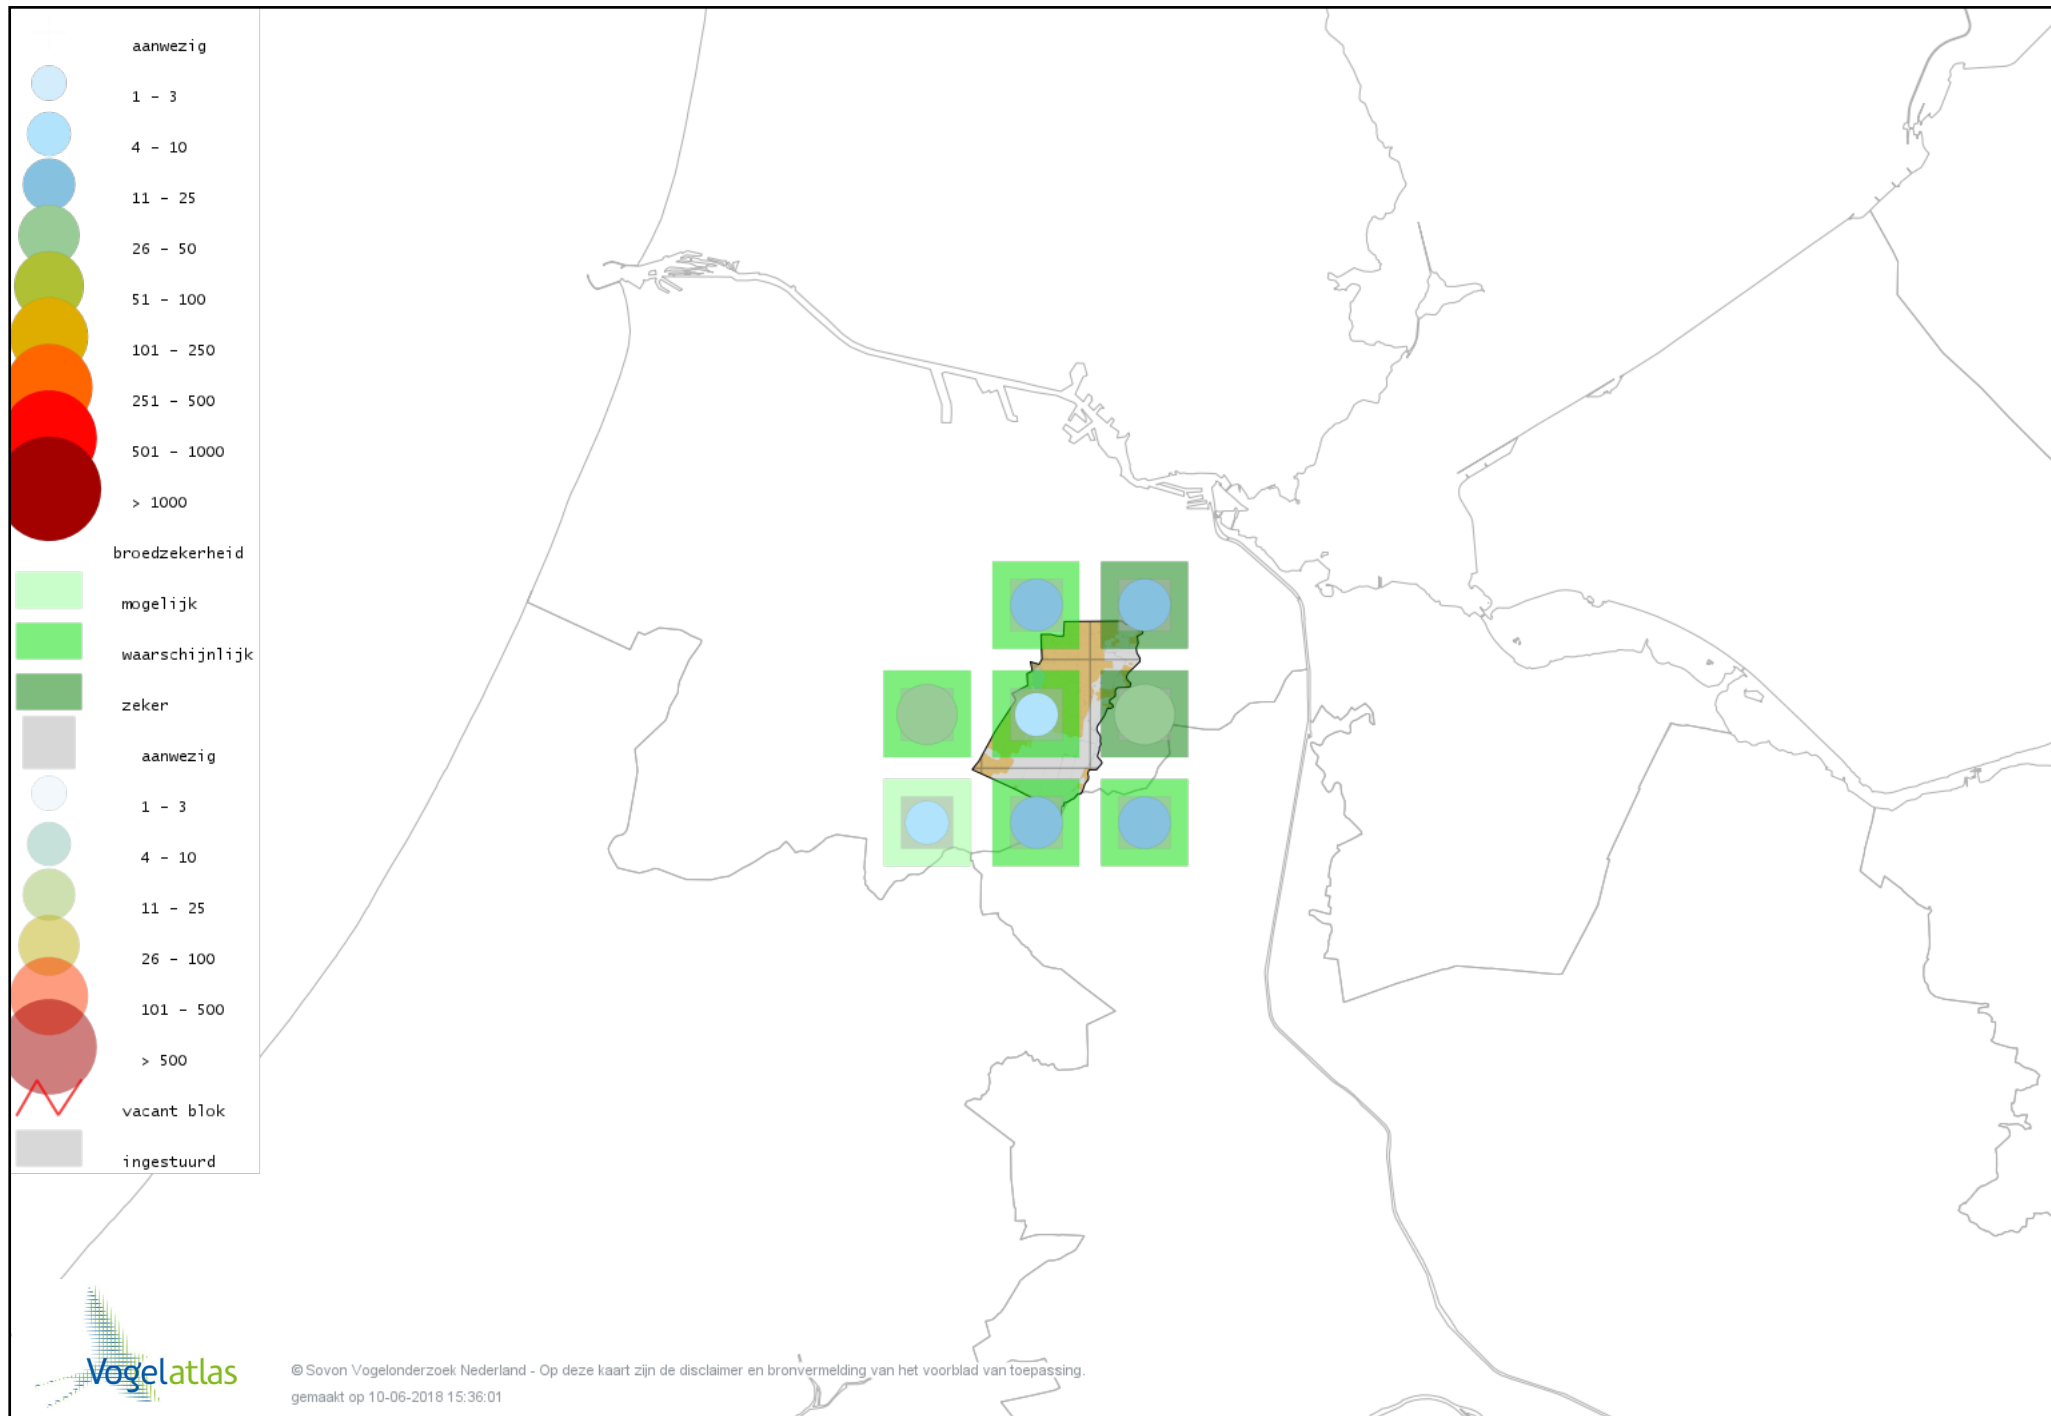 aanwezig
1 - 3
4 - 10
11 - 25
26 - 50
51 - 100
101 - 250
251 - 500
501 - 1000
> 1000
broedzekerheid
mogelijk
waarschijnlijk
zeker
aanwezig
1 - 3
4 - 10
11 - 25
26 - 100
101 - 500
> 500
vacant blok
ingestuurd
Vogelatlas
© Sovon Vogelonderzoek Nederland - Op deze kaart zijn de disclaimer en bronvermelding van het voorblad van toepassing.
gemaakt op 10-06-2018 15:36:01